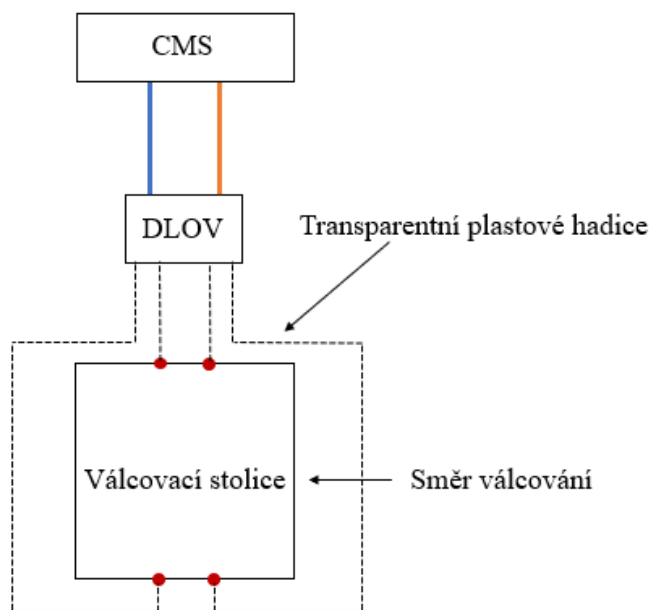 CMS
DLOV
Transparentní plastové hadice
Válcovací stolice
Směr válcování